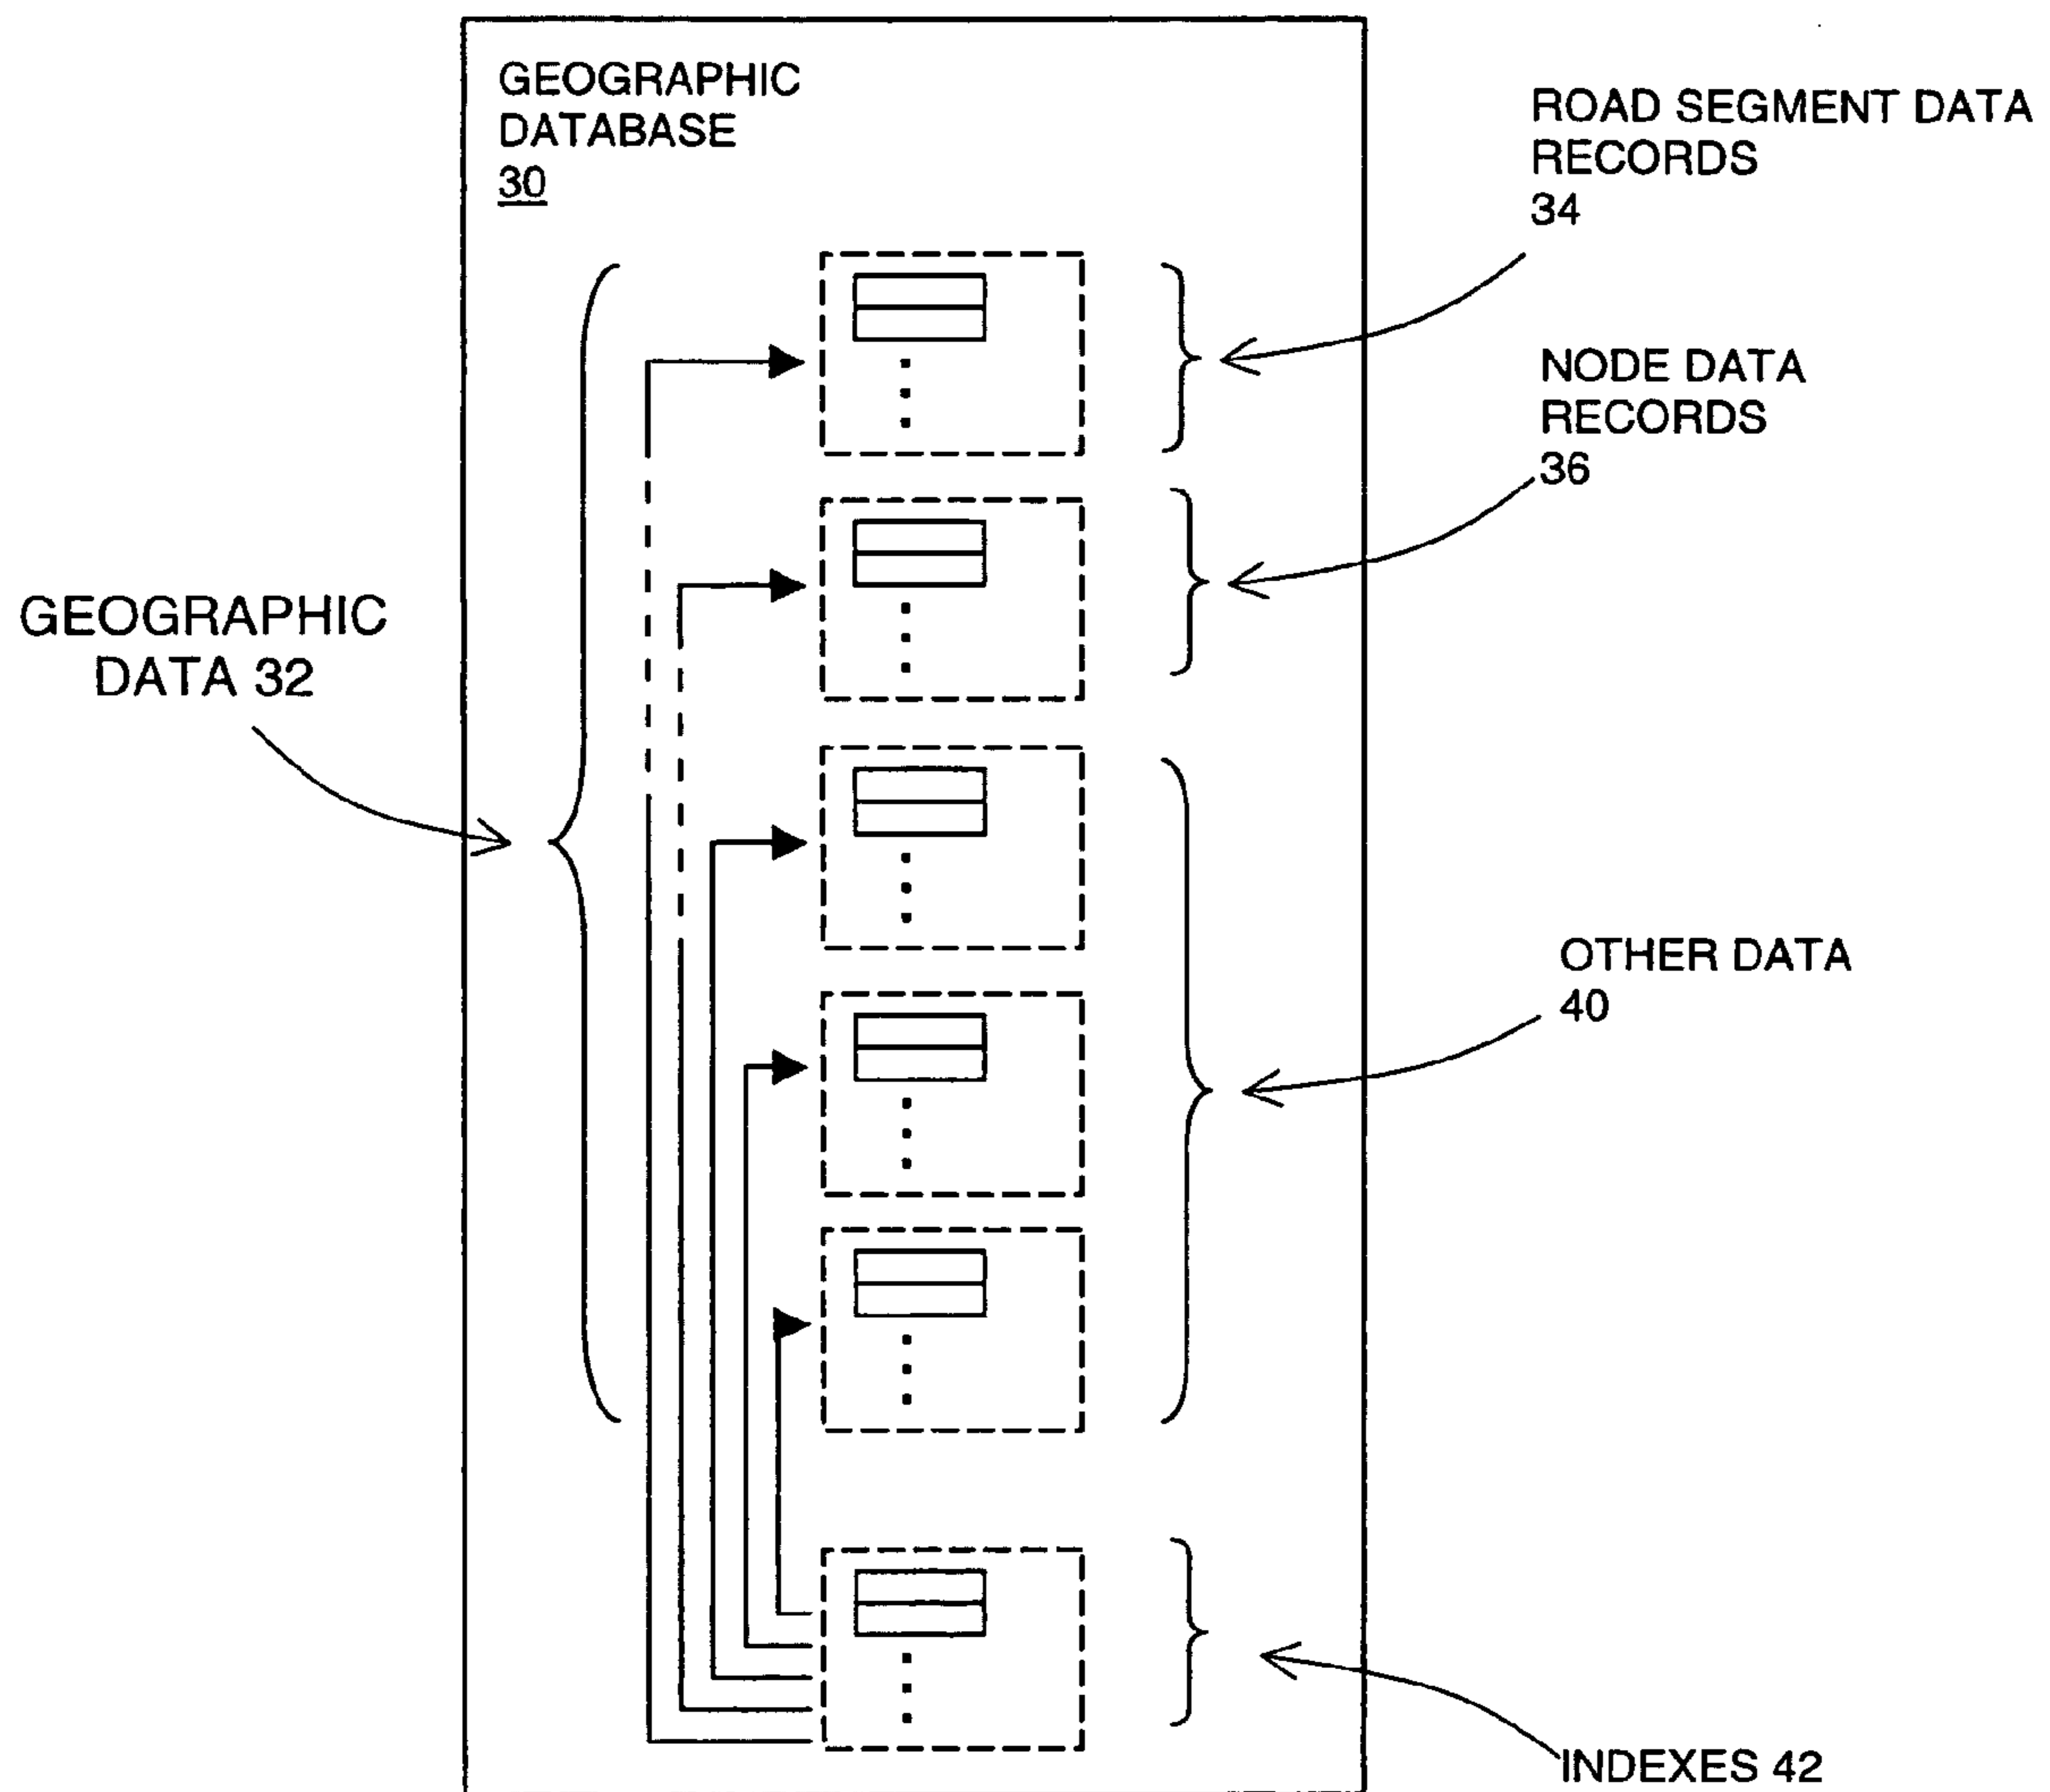 GEOGRAPHIC
DATABASE
30
ROAD SEGMENT DATA
RECORDS
34
NODE DATA
RECORDS
36
GEOGRAPHIC
DATA 32
OTHER DATA
40
INDEXES 42